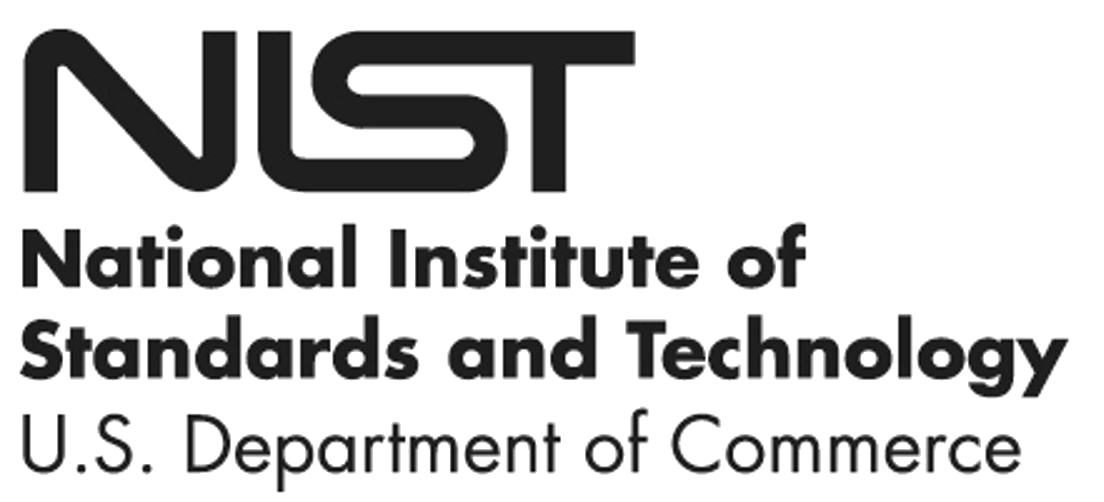 NIST
National Institute of
Standards and Technology
U.S. Department of Commerce